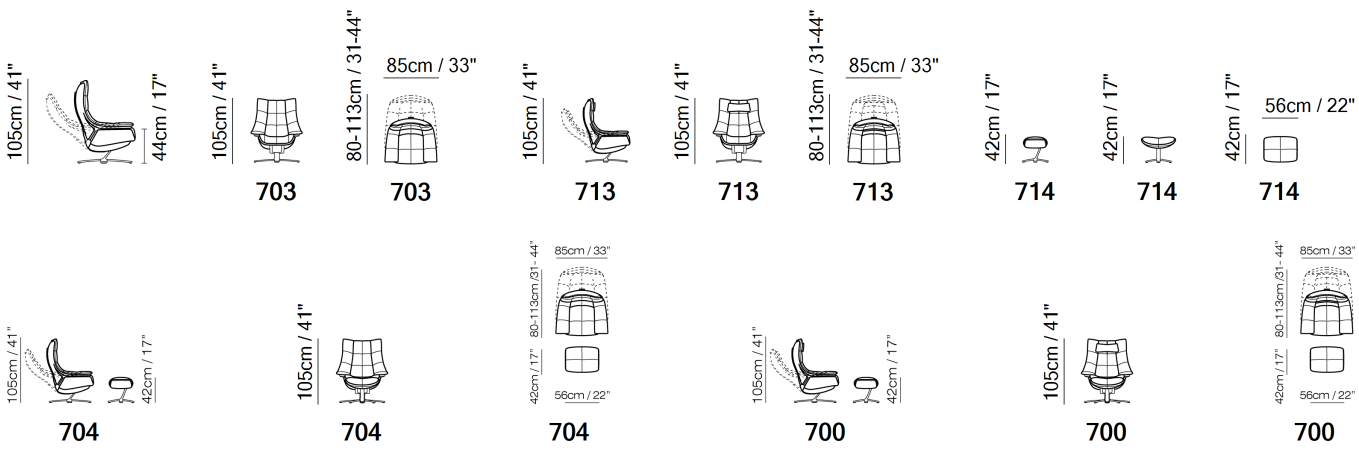 105cm / 41"
44cm / 17"
105cm / 41"
703
80-113cm / 31-44"
85cm / 33"
703
105cm / 41"
713
105cm / 41"
713
80-113cm / 31-44"
85cm / 33"
713
42cm / 17"
714
42cm / 17"
714
42cm / 17"
56cm / 22"
714
105cm / 41"
42cm / 17"
704
105cm / 41"
704
80-113cm /31- 44"
85cm / 33"
42cm / 17"
56cm / 22"
704
105cm / 41"
42cm / 17"
700
105cm / 41"
700
80-113cm /31- 44"
85cm / 33"
42cm / 17"
56cm / 22"
700